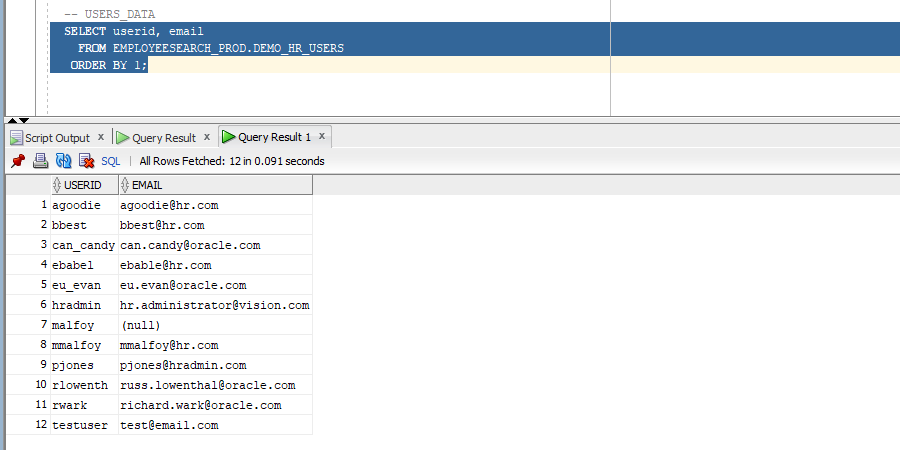 -- USERS_DATA
SELECT userid, email
FROM EMPLOYEESEARCH_PROD.DEMO_HR_USERS
ORDER BY 1;
Script Output x Query Result x Query Result 1 x
SQL All Rows Fetched: 12 in 0.091 seconds
USERID EMAIL
1 agoodie agoodie@hr.com
2 bbest bbest@hr.com
3 can_candy can.candy@oracle.com
4 ebabel ebable@hr.com
5 eu_evan eu.evan@oracle.com
6 hradmin hr.administrator@vision.com
7 malfoy (null)
8 mmalfoy mmalfoy@hr.com
9 pjones pjones@hradmin.com
10 rlowenth russ.lowenthal@oracle.com
11 rwark richard.wark@oracle.com
12 testuser test@email.com